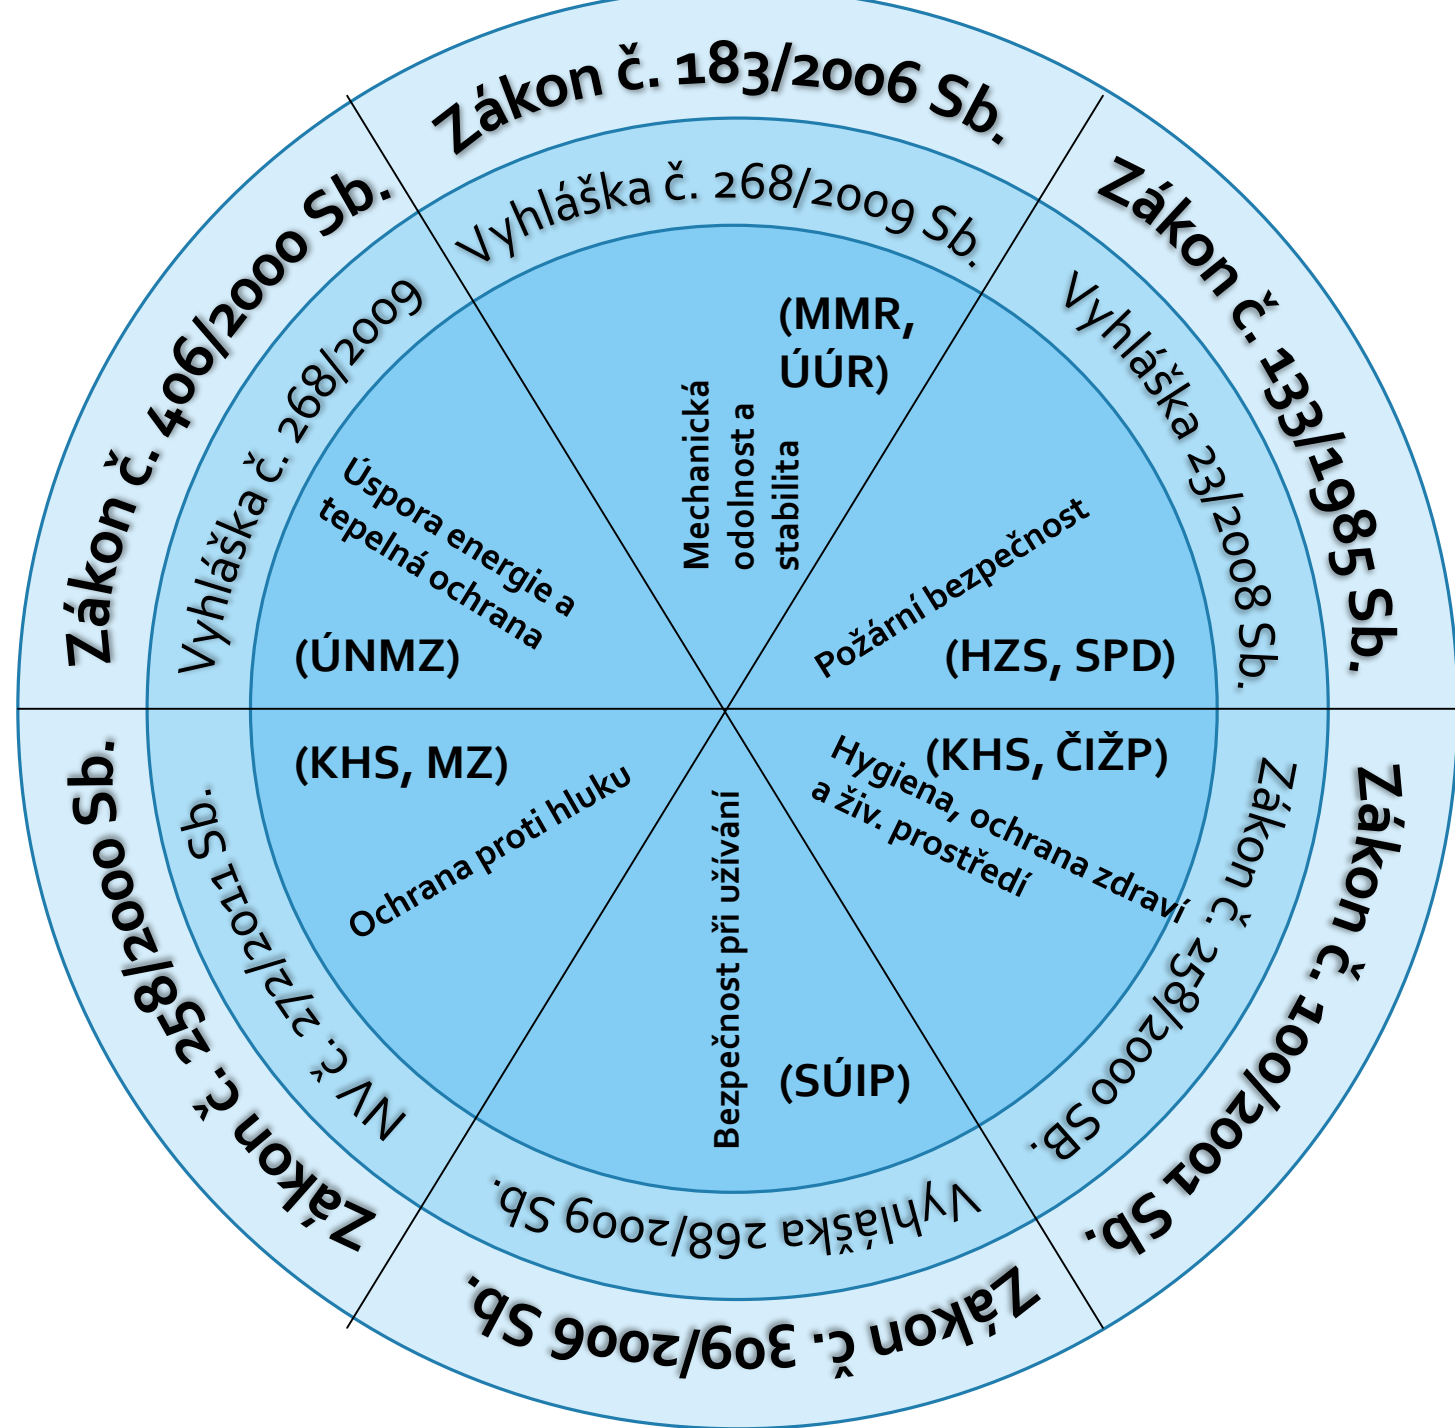 Zákon č. 183/2006 Sb.
Vyhláška č. 268/2009 Sb.
(MMR,
ÚÚR)
Mechanická
odolnost a
stabilita
Zákon č. 133/1985 Sb.
Vyhláška 23/2008 Sb.
Požární bezpečnost
(HZS, SPD)
Zákon č. 100/2001 Sb.
Zákon č. 258/2000 SB.
(KHS, ČIŽP)
Hygiena, ochrana zdraví
a živ. prostředí
Zákon č. 309/2006 Sb.
Vyhláška 268/2009 Sb.
Bezpečnost při užívání
(SÚIP)
Zákon č. 258/2000 Sb.
NV č. 272/2011 Sb.
(KHS, MZ)
Ochrana proti hluku
Zákon č. 406/2000 Sb.
Vyhláška č. 268/2009
Úspora energie a
tepelná ochrana
(ÚNMZ)